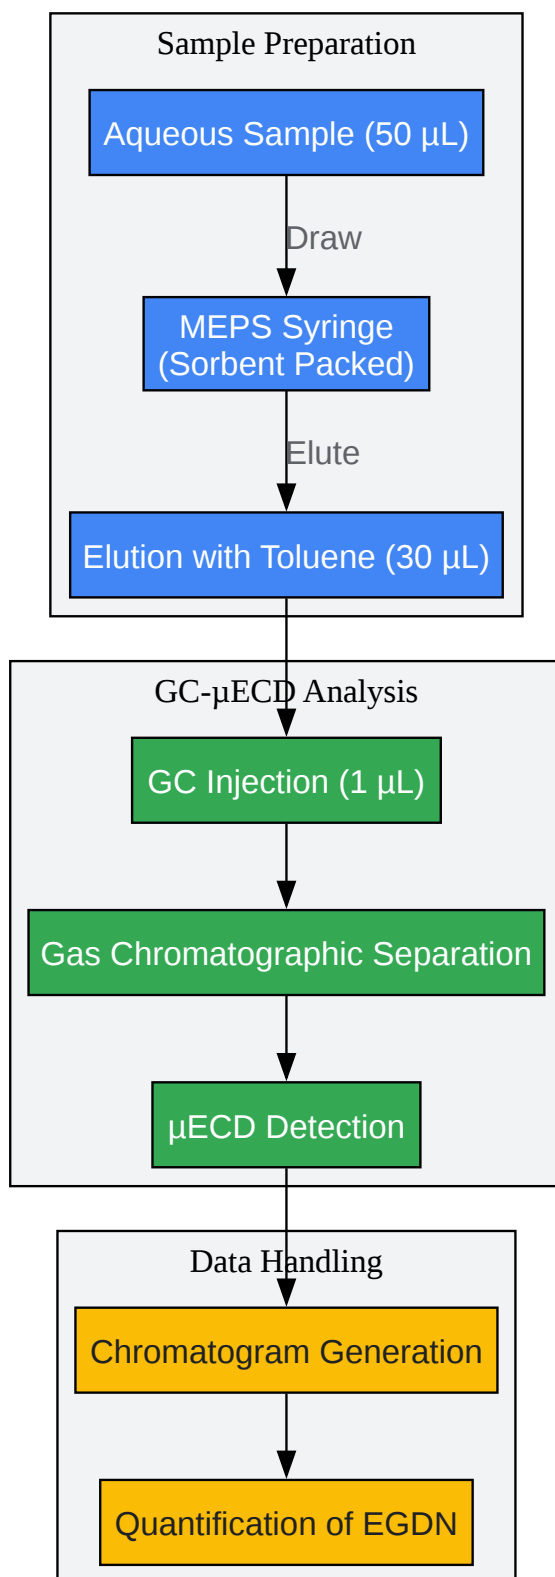 Sample Preparation
Aqueous Sample (50 µL)
Draw
MEPS Syringe
(Sorbent Packed)
Elute
Elution with Toluene (30 µL)
GC-µECD Analysis
GC Injection (1 µL)
Gas Chromatographic Separation
µECD Detection
Data Handling
Chromatogram Generation
Quantification of EGDN